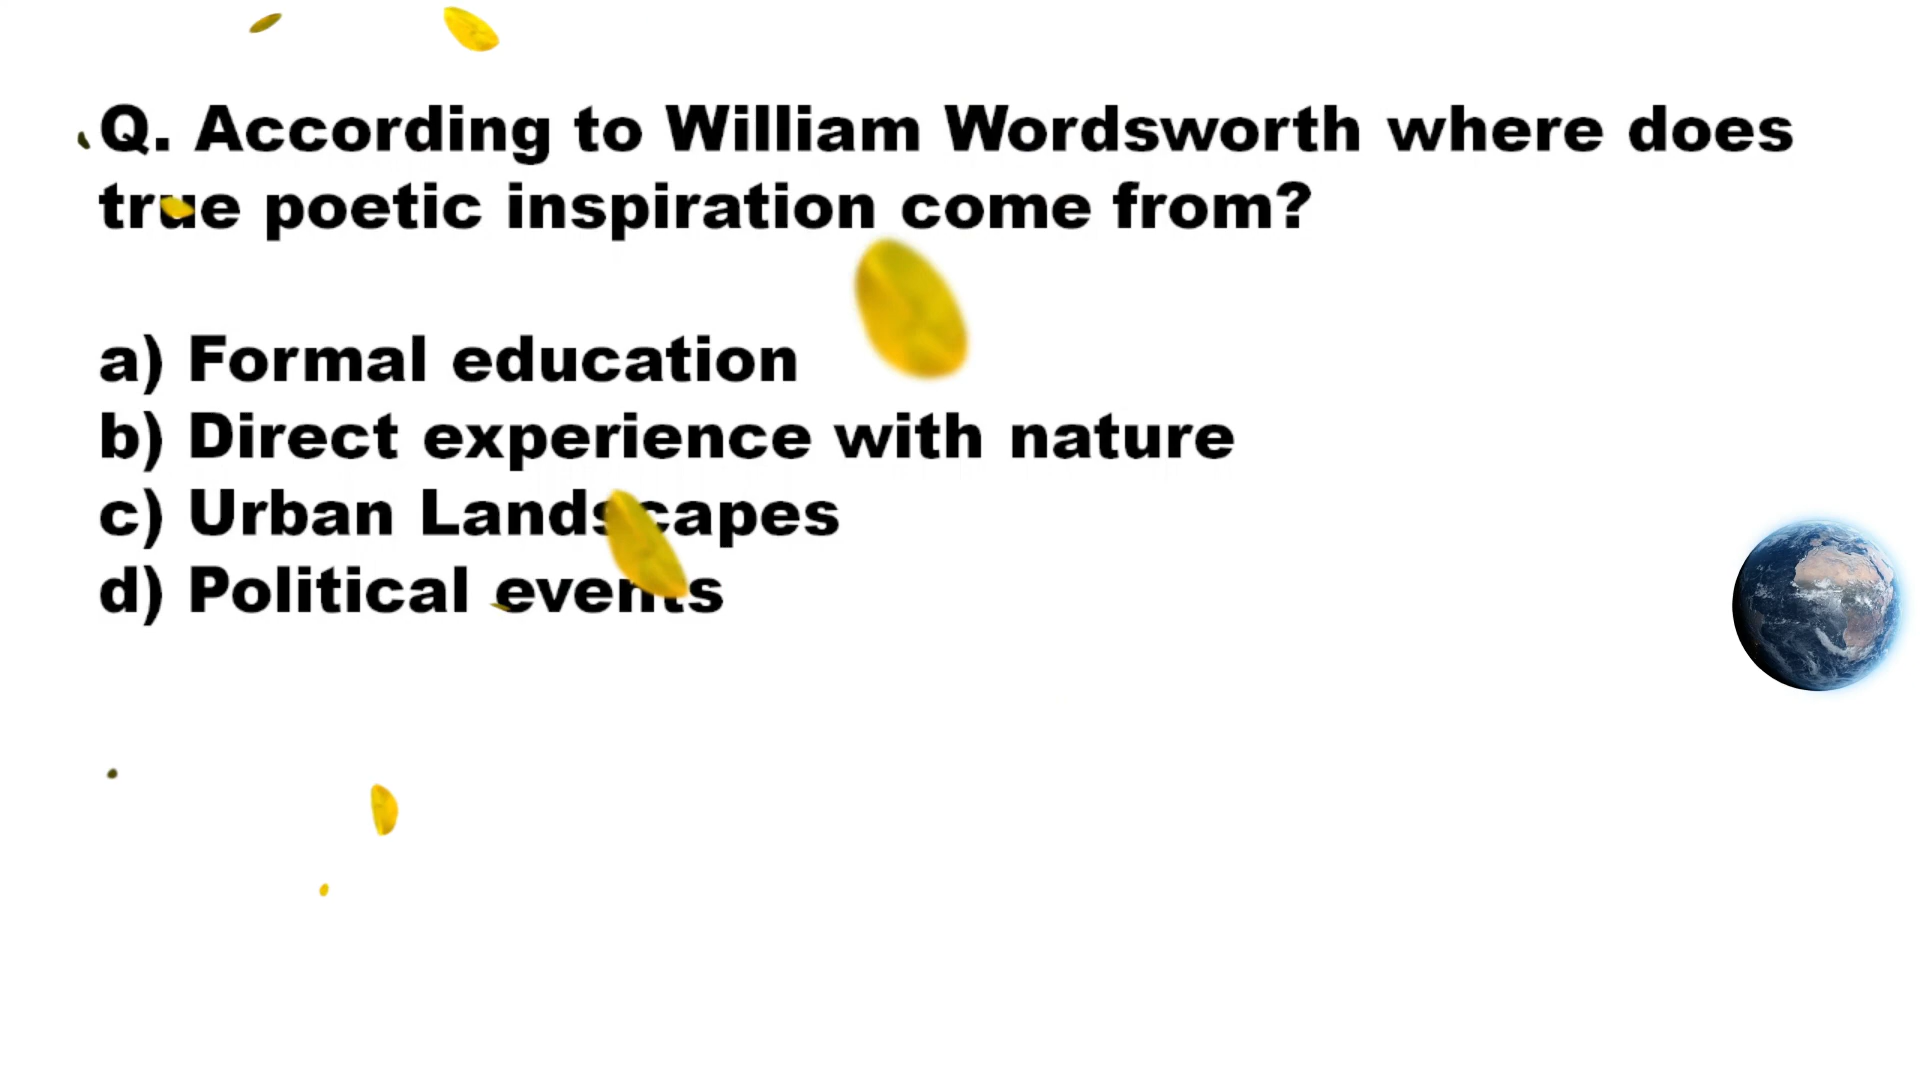 Q. According to William Wordsworth where does
true poetic inspiration come from?
a) Formal education
b) Direct experience with nature
c) Urban Landscapes
d) Political events